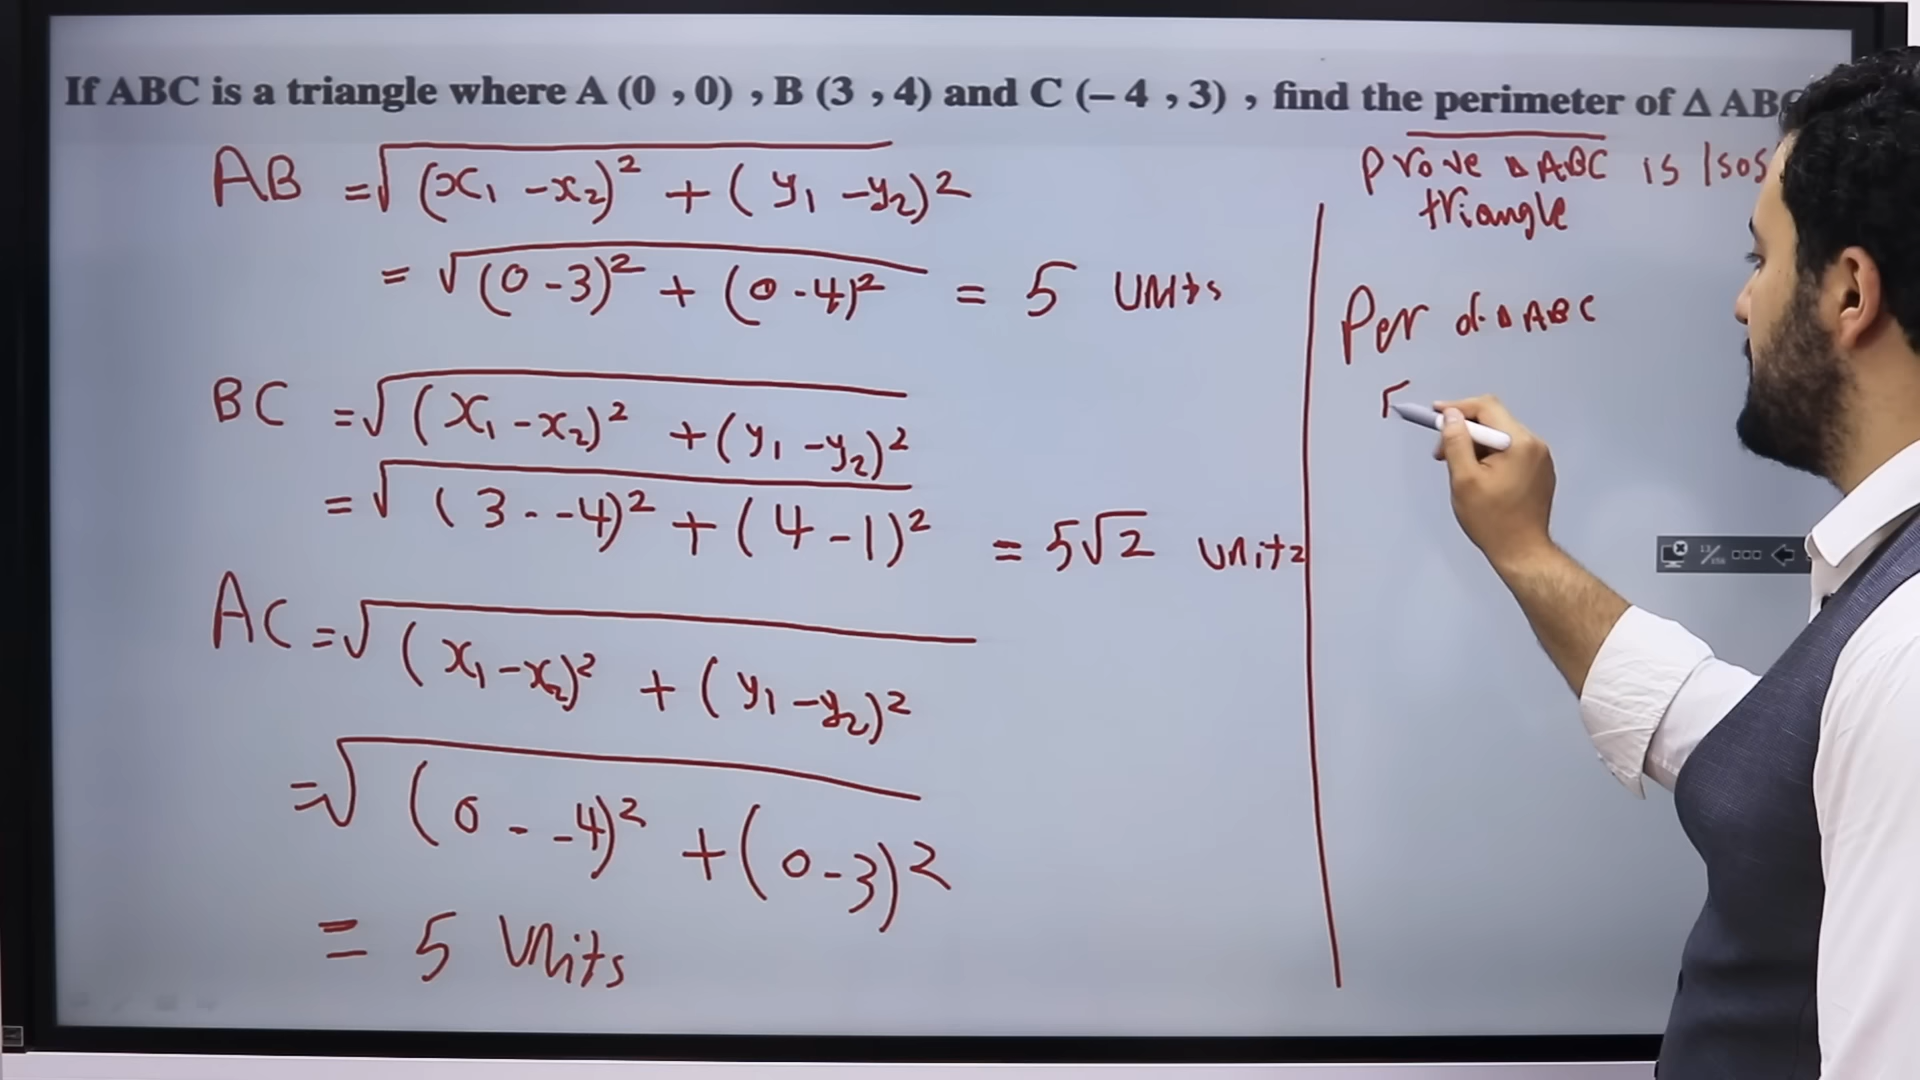 If ABC is a triangle where A (0 , 0) , B (3 , 4) and C (– 4 , 3) , find the perimeter of Δ ABC
AB = √(x₁ - x₂)² + (y₁ - y₂)²
= √(0 - 3)² + (0 - 4)² = 5 units
BC = √(x₁ - x₂)² + (y₁ - y₂)²
= √(3 - -4)² + (4 - 1)² = 5√2 units
AC = √(x₁ - x₂)² + (y₁ - y₂)²
= √(0 - -4)² + (0 - 3)²
= 5 units
Prove Δ ABC is Isos
triangle
Per of Δ ABC